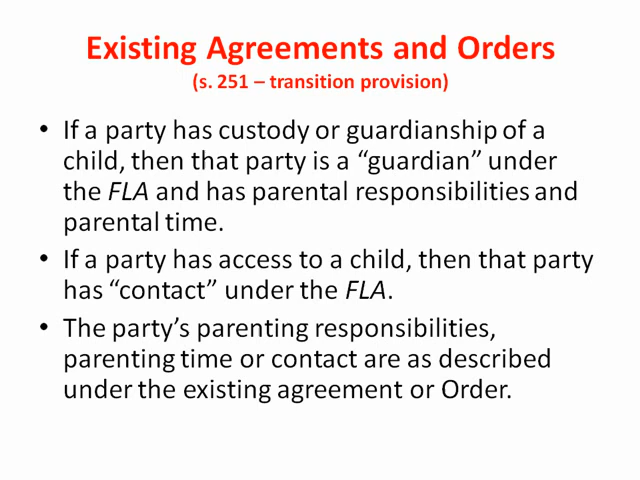 Existing Agreements and Orders
(s. 251 – transition provision)
• If a party has custody or guardianship of a
child, then that party is a “guardian” under
the FLA and has parental responsibilities and
parental time.
• If a party has access to a child, then that party
has “contact” under the FLA.
• The party’s parenting responsibilities,
parenting time or contact are as described
under the existing agreement or Order.